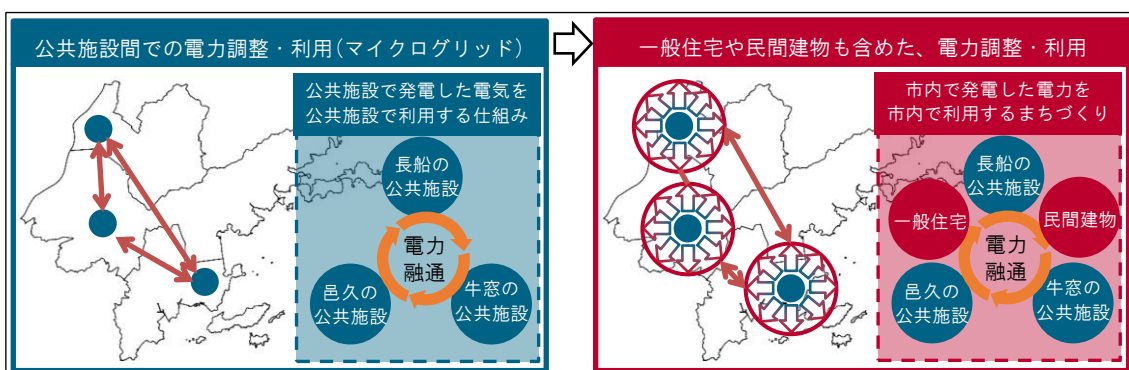 公共施設間での電力調整・利用(マイクログリッド)
公共施設で発電した電気を
公共施設で利用する仕組み
長船の
公共施設
電力
融通
邑久の
公共施設
牛窓の
公共施設
一般住宅や民間建物も含めた、電力調整・利用
市内で発電した電力を
市内で利用するまちづくり
長船の
公共施設
一般住宅
民間建物
電力
融通
邑久の
公共施設
牛窓の
公共施設